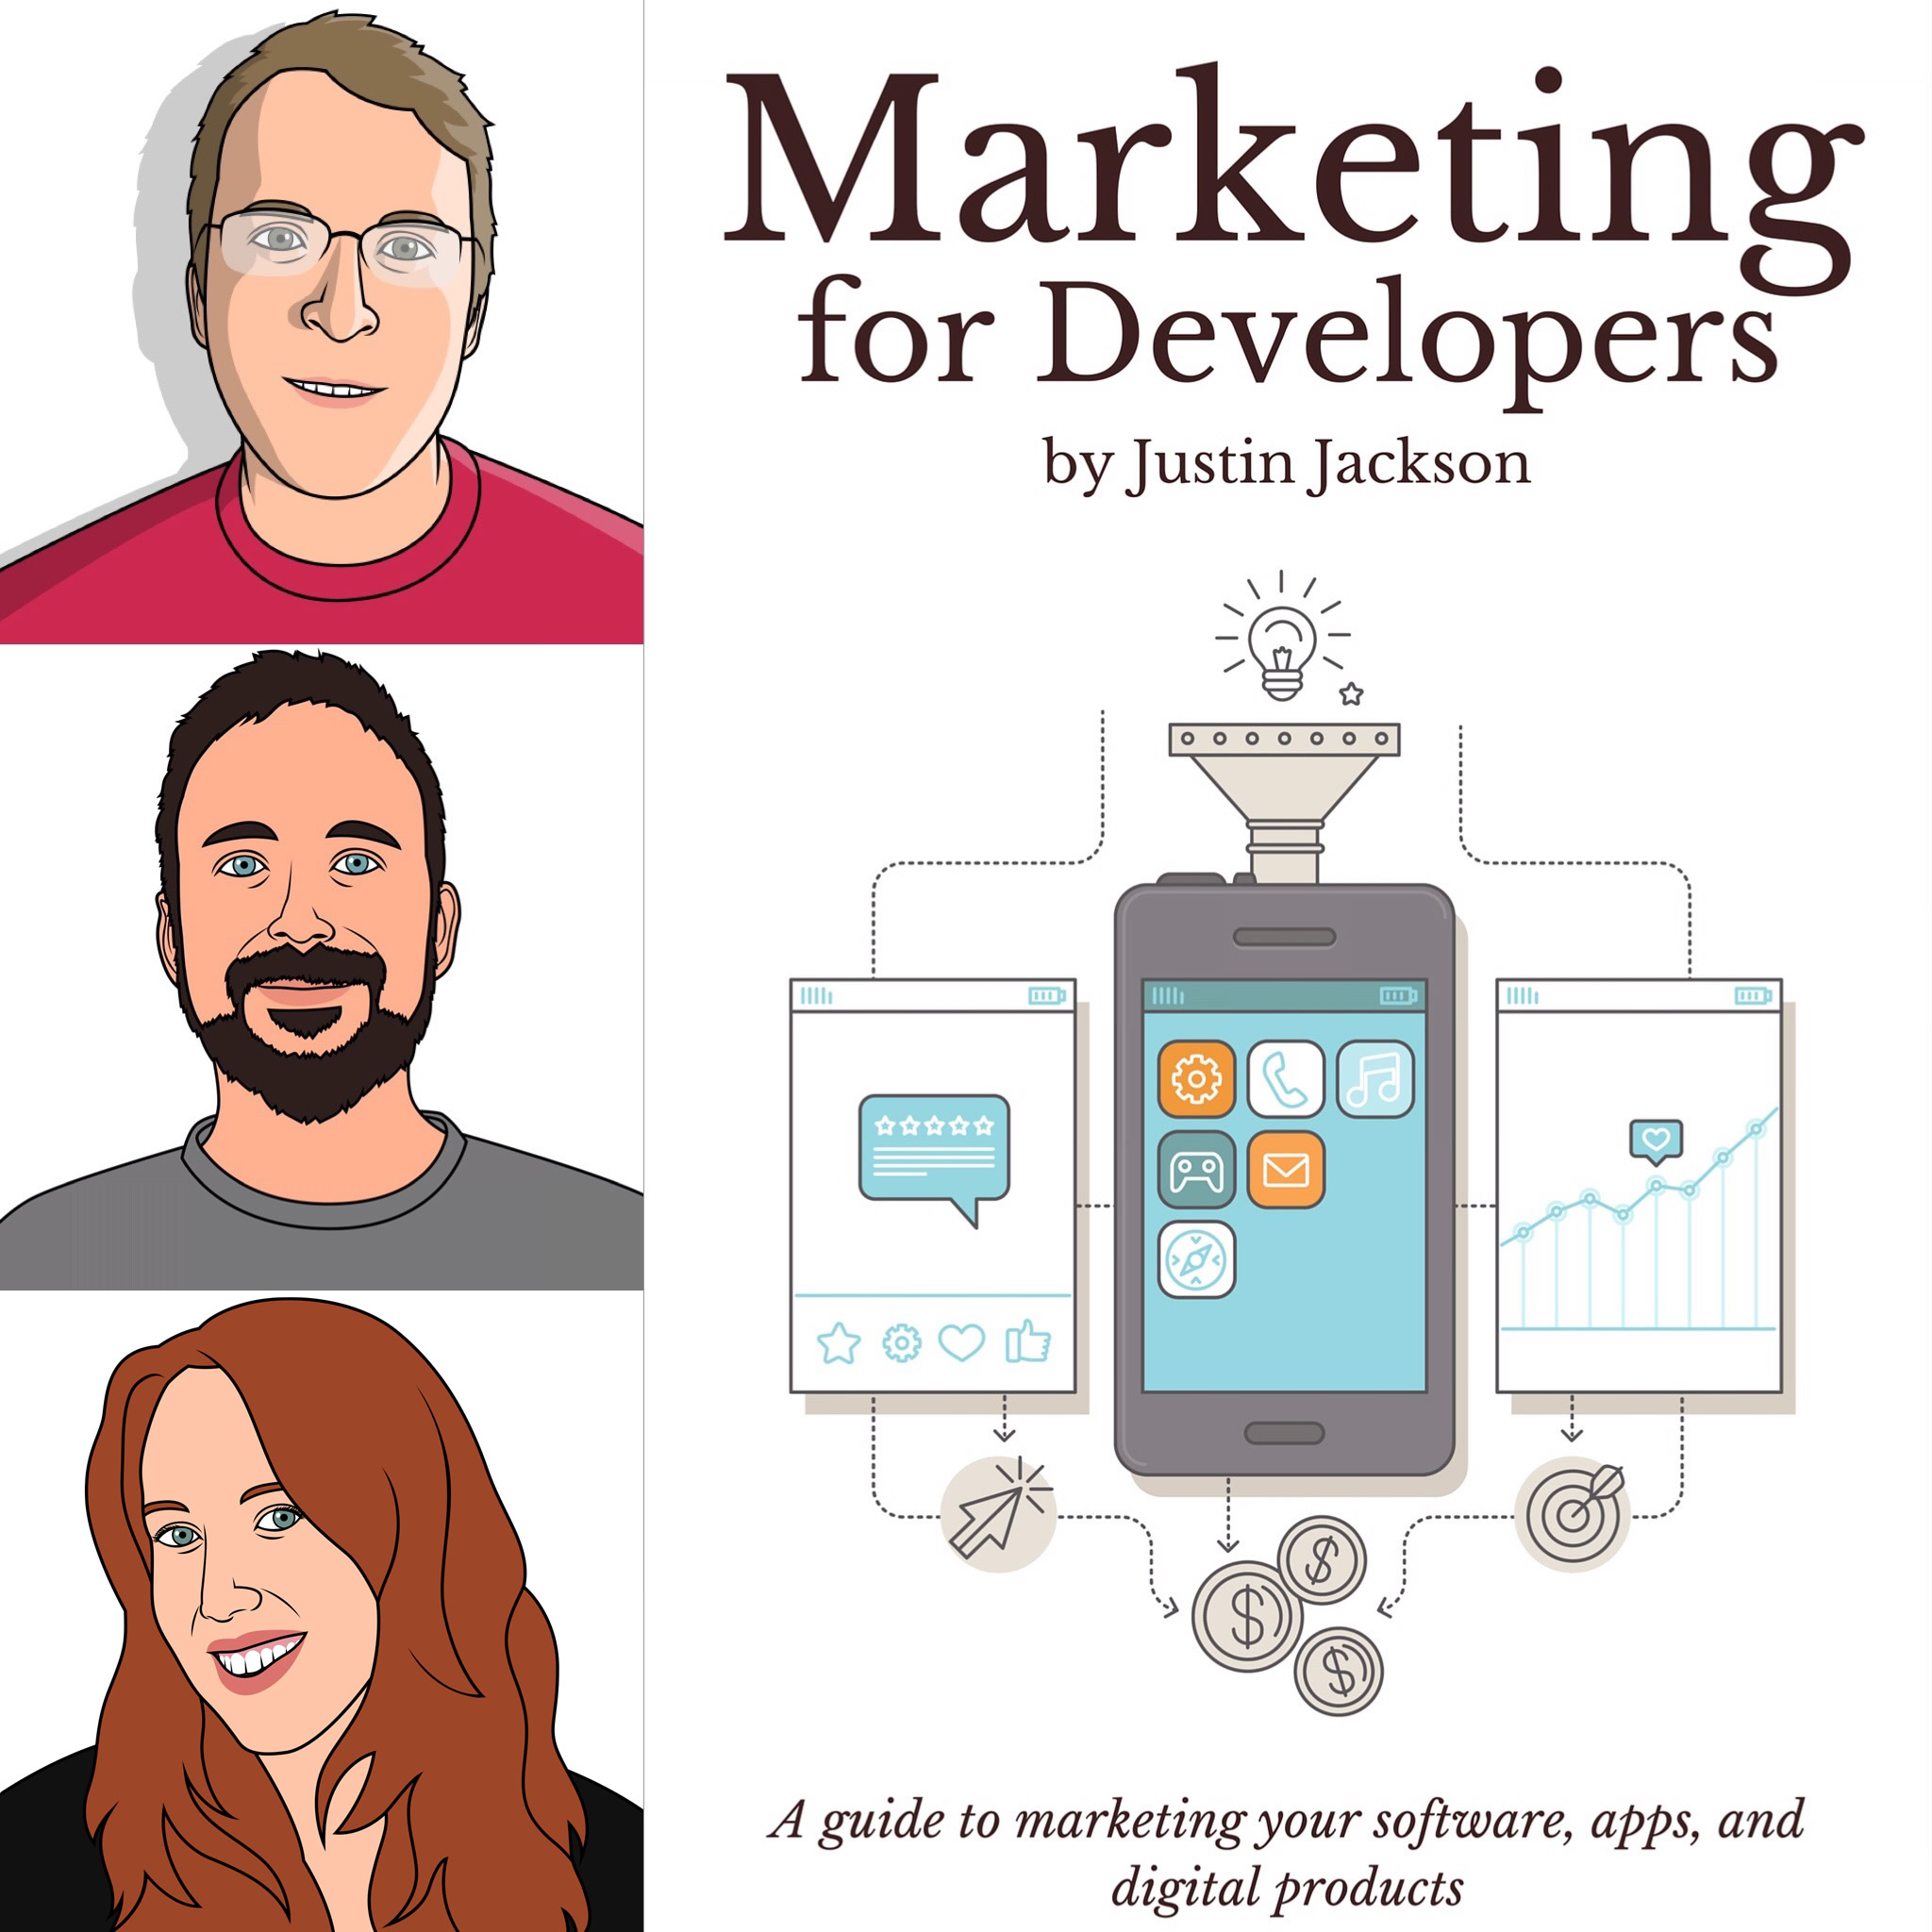 Marketing
for Developers
by Justin Jackson
A guide to marketing your software, apps, and
digital products